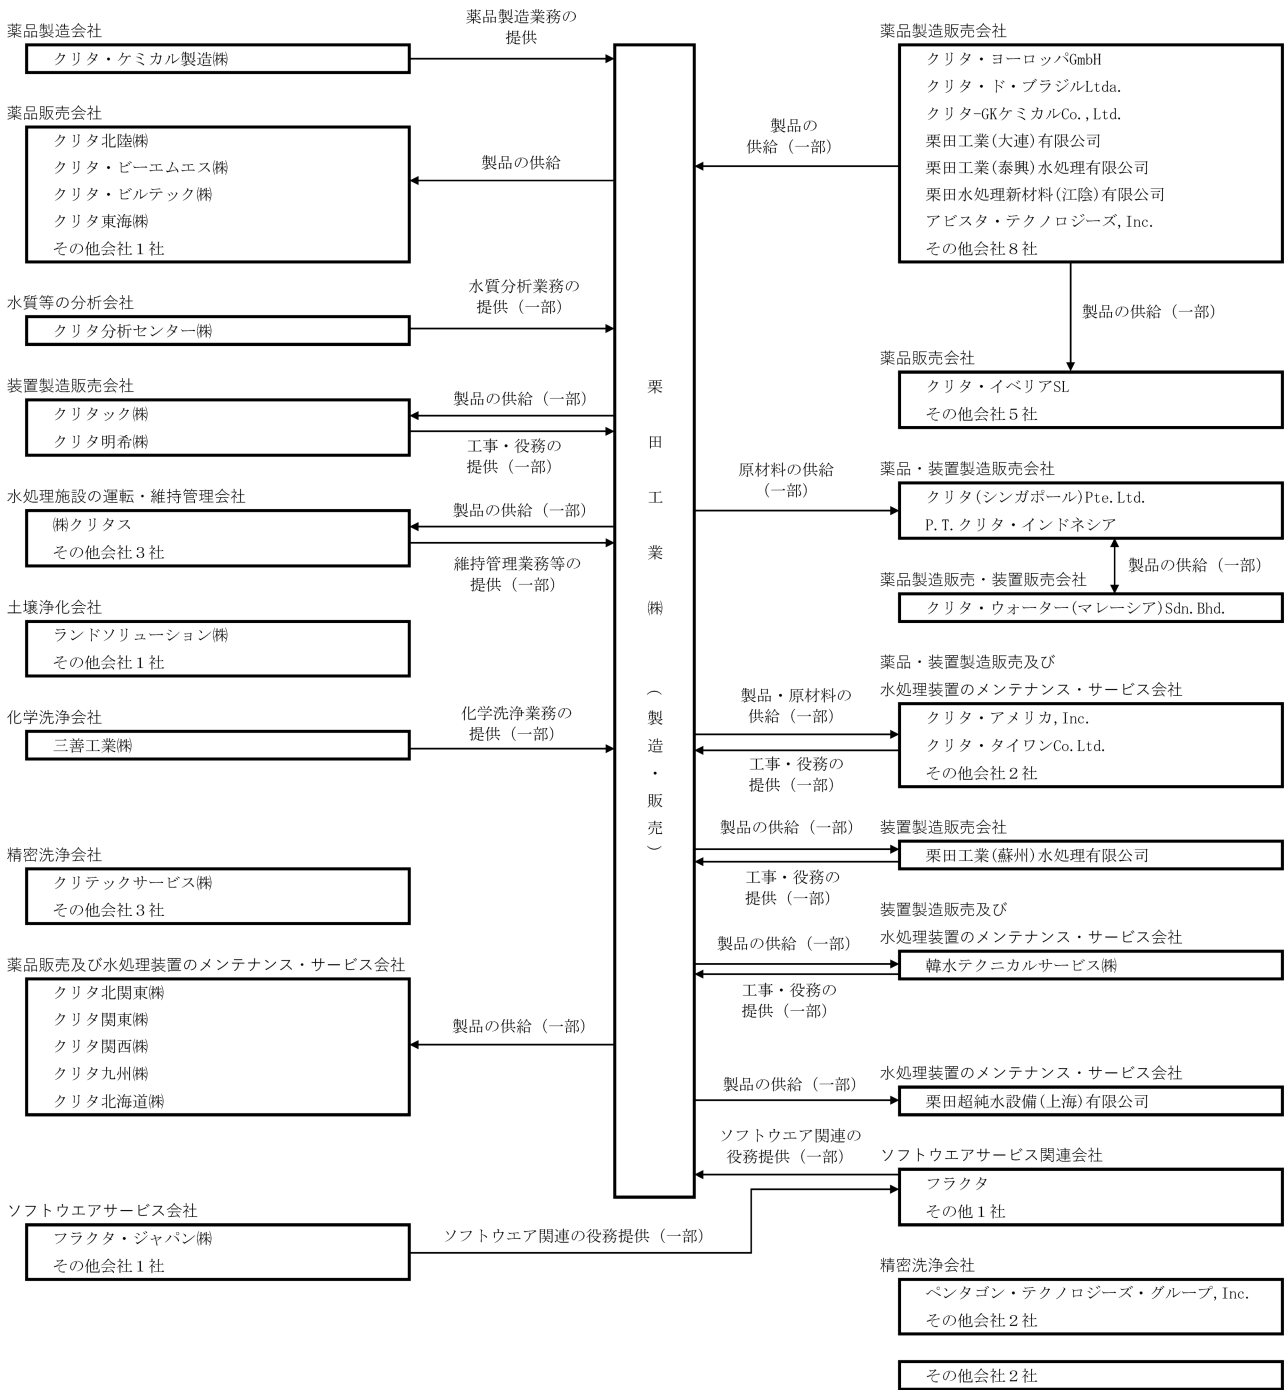 薬品製造会社
クリタ・ケミカル製造㈱
薬品製造業務の
提供
薬品販売会社
クリタ北陸㈱
クリタ・ビーエムエス㈱
クリタ・ビルテック㈱
クリタ東海㈱
その他会社１社
製品の供給
水質等の分析会社
クリタ分析センター㈱
水質分析業務の
提供（一部）
装置製造販売会社
クリタック㈱
クリタ明希㈱
製品の供給（一部）
工事・役務の
提供（一部）
水処理施設の運転・維持管理会社
㈱クリタス
その他会社３社
製品の供給（一部）
維持管理業務等の
提供（一部）
土壌浄化会社
ランドソリューション㈱
その他会社１社
化学洗浄会社
三善工業㈱
化学洗浄業務の
提供（一部）
精密洗浄会社
クリテックサービス㈱
その他会社３社
薬品販売及び水処理装置のメンテナンス・サービス会社
クリタ北関東㈱
クリタ関東㈱
クリタ関西㈱
クリタ九州㈱
クリタ北海道㈱
製品の供給（一部）
ソフトウエアサービス会社
フラクタ・ジャパン㈱
その他会社１社
ソフトウエア関連の役務提供（一部）
栗田工業㈱（製造・販売）
薬品製造販売会社
クリタ・ヨーロッパGmbH
クリタ・ド・ブラジルLtda.
クリタ-GKケミカルCo.,Ltd.
栗田工業(大連)有限公司
栗田工業(泰興)水処理有限公司
栗田水処理新材料(江陰)有限公司
アビスタ・テクノロジーズ,Inc.
その他会社８社
製品の
供給（一部）
製品の供給（一部）
薬品販売会社
クリタ・イベリアSL
その他会社５社
薬品・装置製造販売会社
クリタ(シンガポール)Pte.Ltd.
P.T.クリタ・インドネシア
原材料の供給
（一部）
製品の供給（一部）
薬品製造販売・装置販売会社
クリタ・ウォーター(マレーシア)Sdn.Bhd.
薬品・装置製造販売及び
水処理装置のメンテナンス・サービス会社
クリタ・アメリカ,Inc.
クリタ・タイワンCo.Ltd.
その他会社２社
製品・原材料の
供給（一部）
工事・役務の
提供（一部）
装置製造販売会社
栗田工業(蘇州)水処理有限公司
製品の供給（一部）
工事・役務の
提供（一部）
装置製造販売及び
水処理装置のメンテナンス・サービス会社
韓水テクニカルサービス㈱
製品の供給（一部）
工事・役務の
提供（一部）
水処理装置のメンテナンス・サービス会社
栗田超純水設備(上海)有限公司
製品の供給（一部）
ソフトウエア関連の
役務提供（一部）
ソフトウエアサービス関連会社
フラクタ
その他１社
精密洗浄会社
ペンタゴン・テクノロジーズ・グループ,Inc.
その他会社２社
その他会社２社